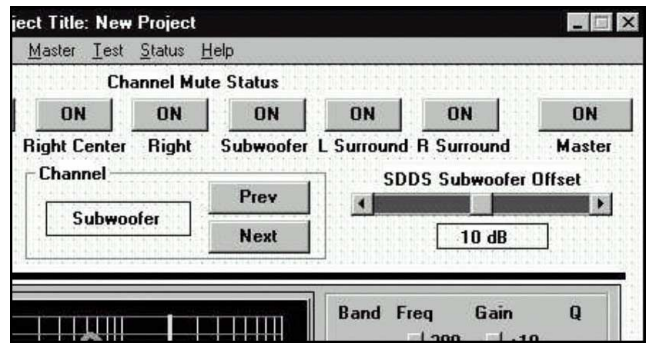 ject Title: New Project
Master Test Status Help
Channel Mute Status
ON ON ON ON ON ON
Right Center Right Subwoofer L Surround R Surround Master
Channel
SDDS Subwoofer Offset
Prev
Subwoofer
Next
10 dB
Band Freq Gain Q